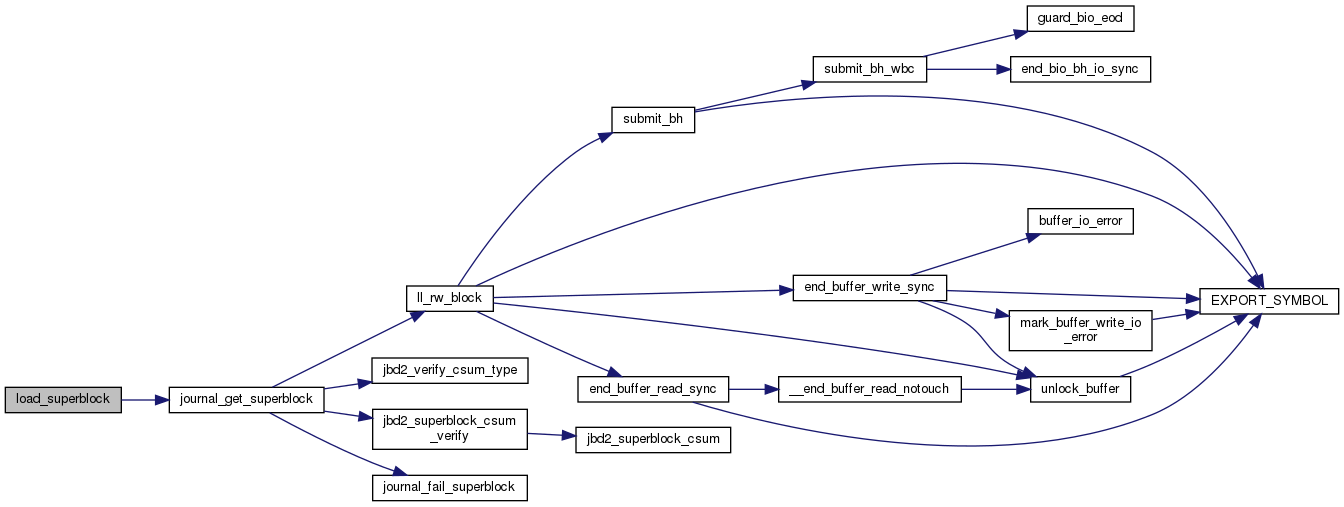 guard_bio_eod
submit_bh_wbc
end_bio_bh_io_sync
submit_bh
buffer_io_error
ll_rw_block
end_buffer_write_sync
EXPORT_SYMBOL
mark_buffer_write_io
_error
jbd2_verify_csum_type
end_buffer_read_sync
__end_buffer_read_notouch
unlock_buffer
load_superblock
journal_get_superblock
jbd2_superblock_csum
_verify
jbd2_superblock_csum
journal_fail_superblock